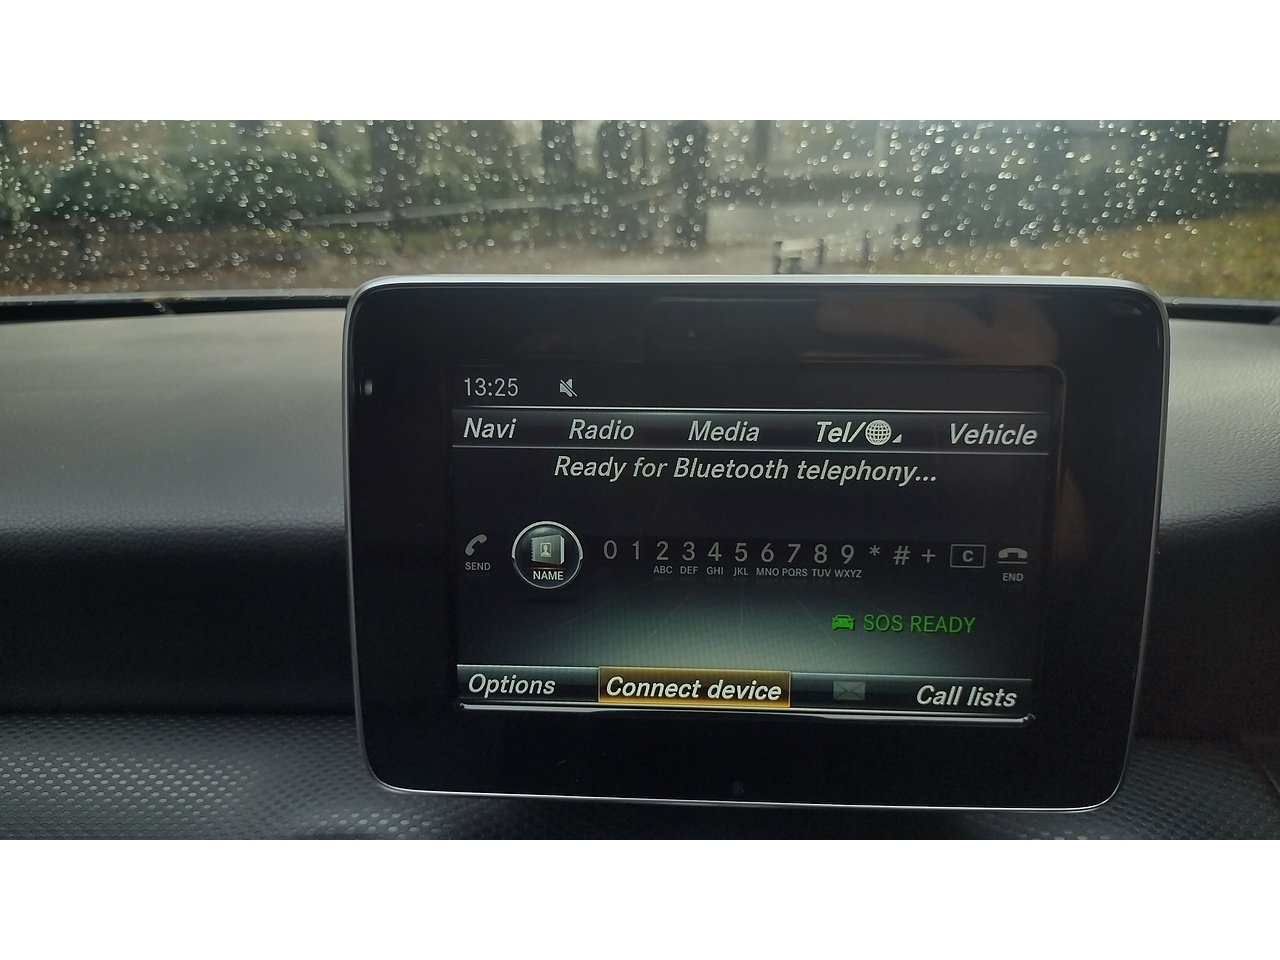 13:25
Navi Radio Media Tel/ Vehicle
Ready for Bluetooth telephony...
SEND NAME 0 1 2 3 4 5 6 7 8 9 * # + C END
ABC DEF GHI JKL MNO PQRS TUV WXYZ
SOS READY
Options Connect device Call lists